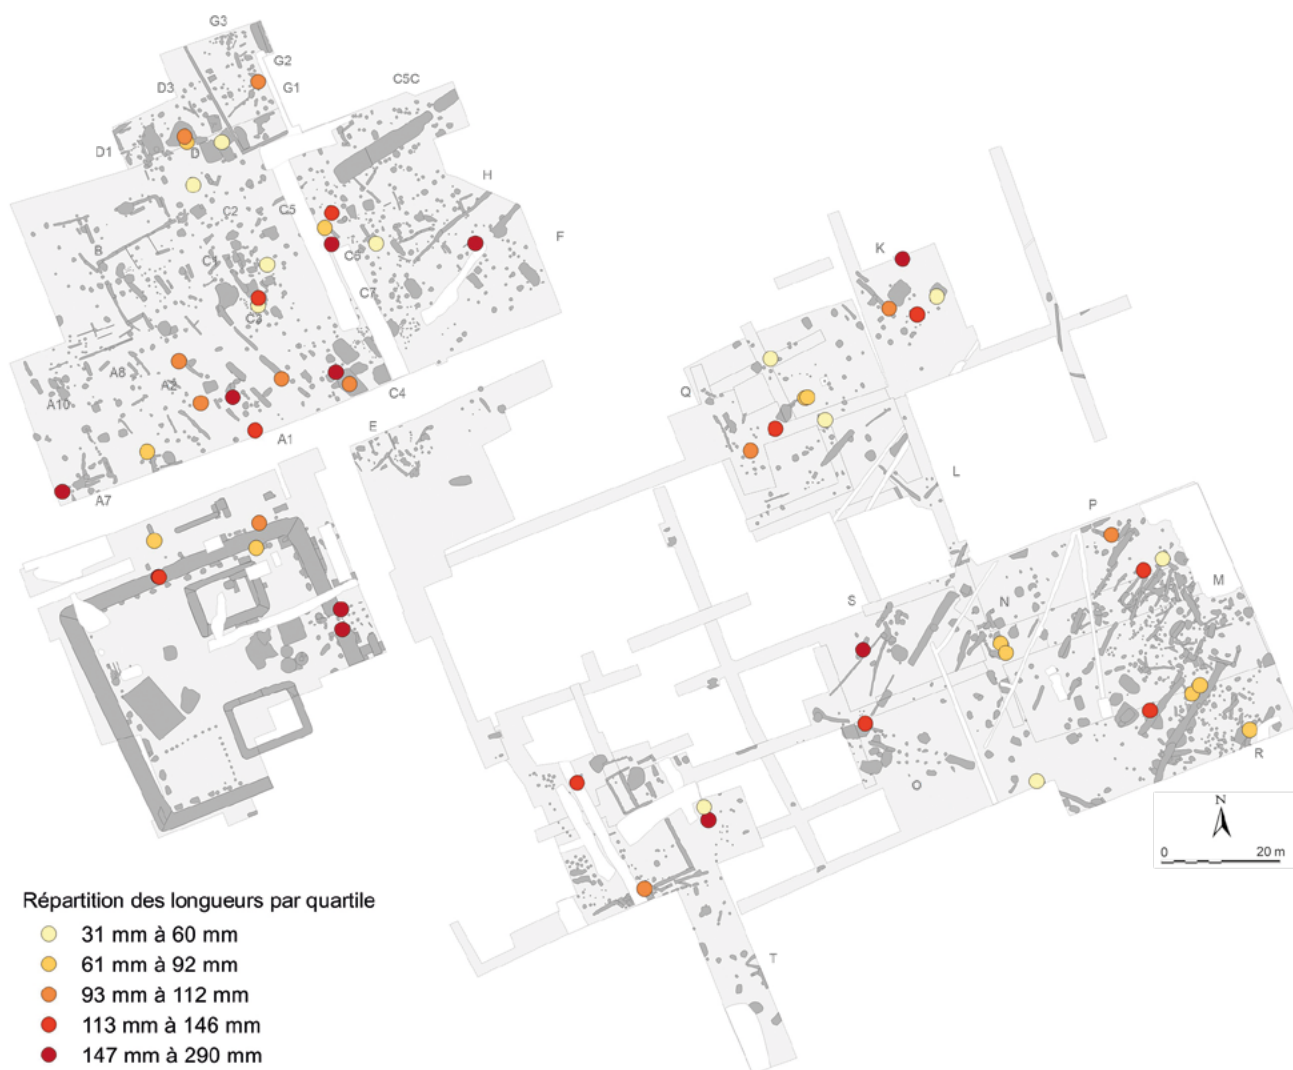 G3
G2
C5C
D3
G1
D1
D
H
C2
C5
F
B
C6
K
C1
C7
C3
A8
A2
Q
C4
A10
E
A1
L
A7
P
M
S
N
R
O
N
0 20 m
T
Répartition des longueurs par quartile
31 mm à 60 mm
61 mm à 92 mm
93 mm à 112 mm
113 mm à 146 mm
147 mm à 290 mm